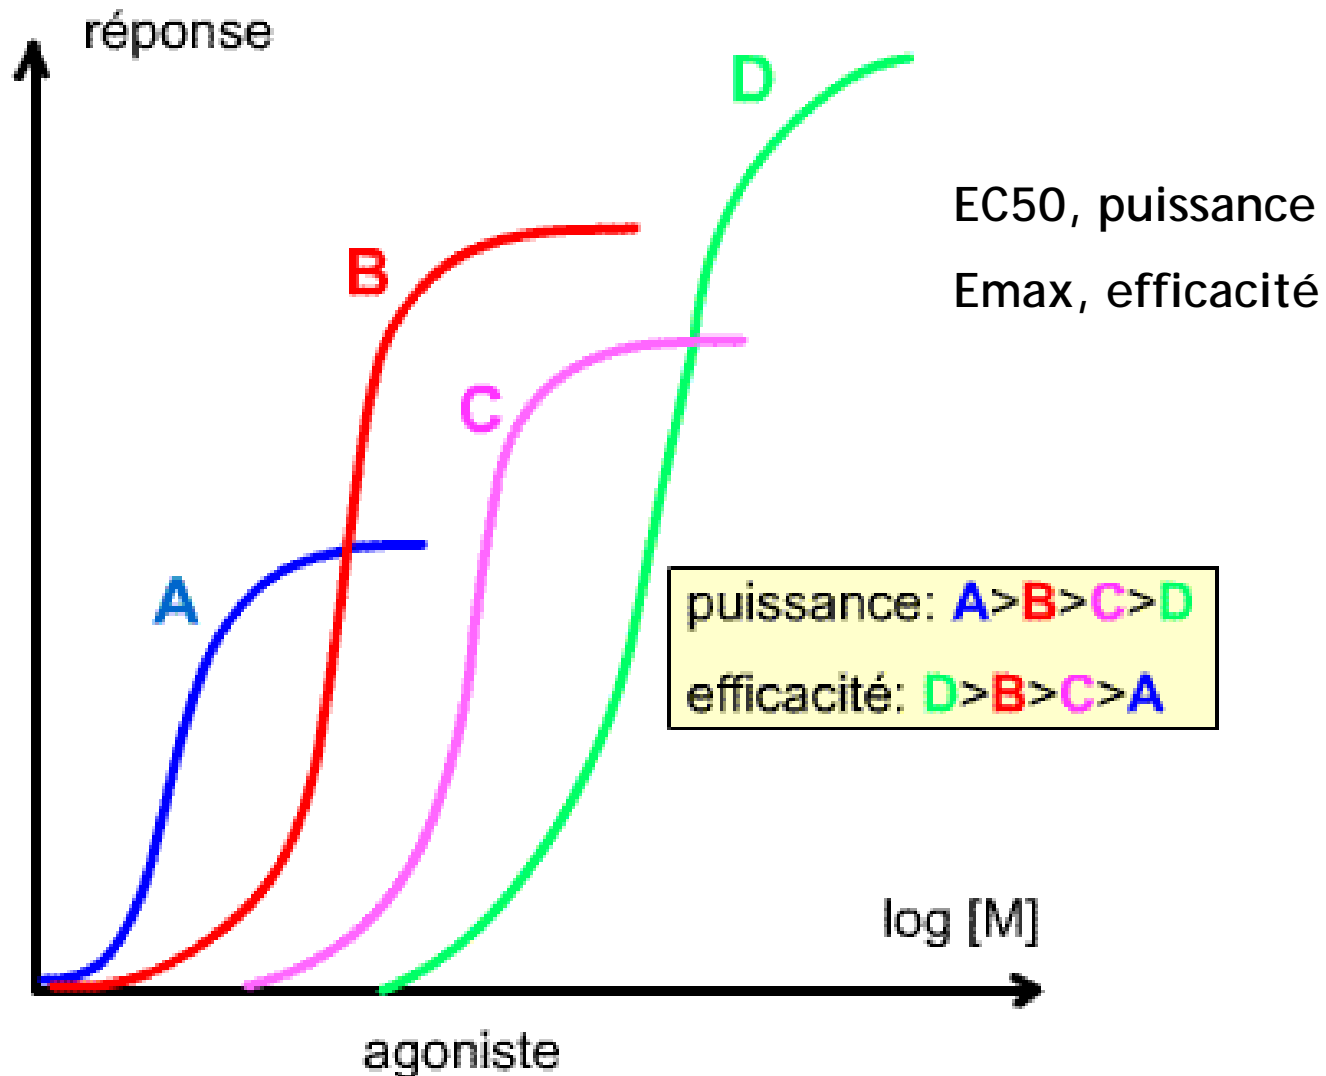 réponse
D
EC50, puissance
B
Emax, efficacité
C
A
puissance: A>B>C>D
efficacité: D>B>C>A
log [M]
agoniste